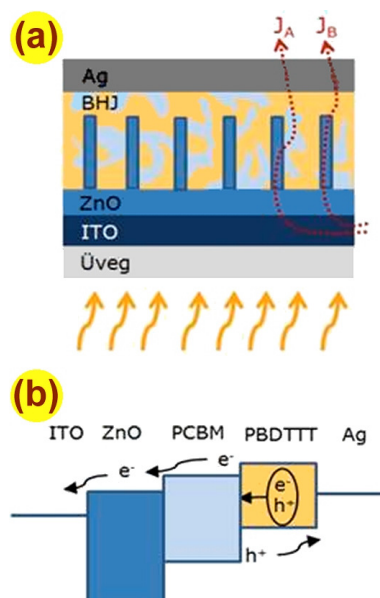 (a)
J_A J_B
Ag
BHJ
ZnO
ITO
Üveg
(b)
ITO ZnO PCBM PBDTTT Ag
e⁻ e⁻ e⁻
h⁺
h⁺